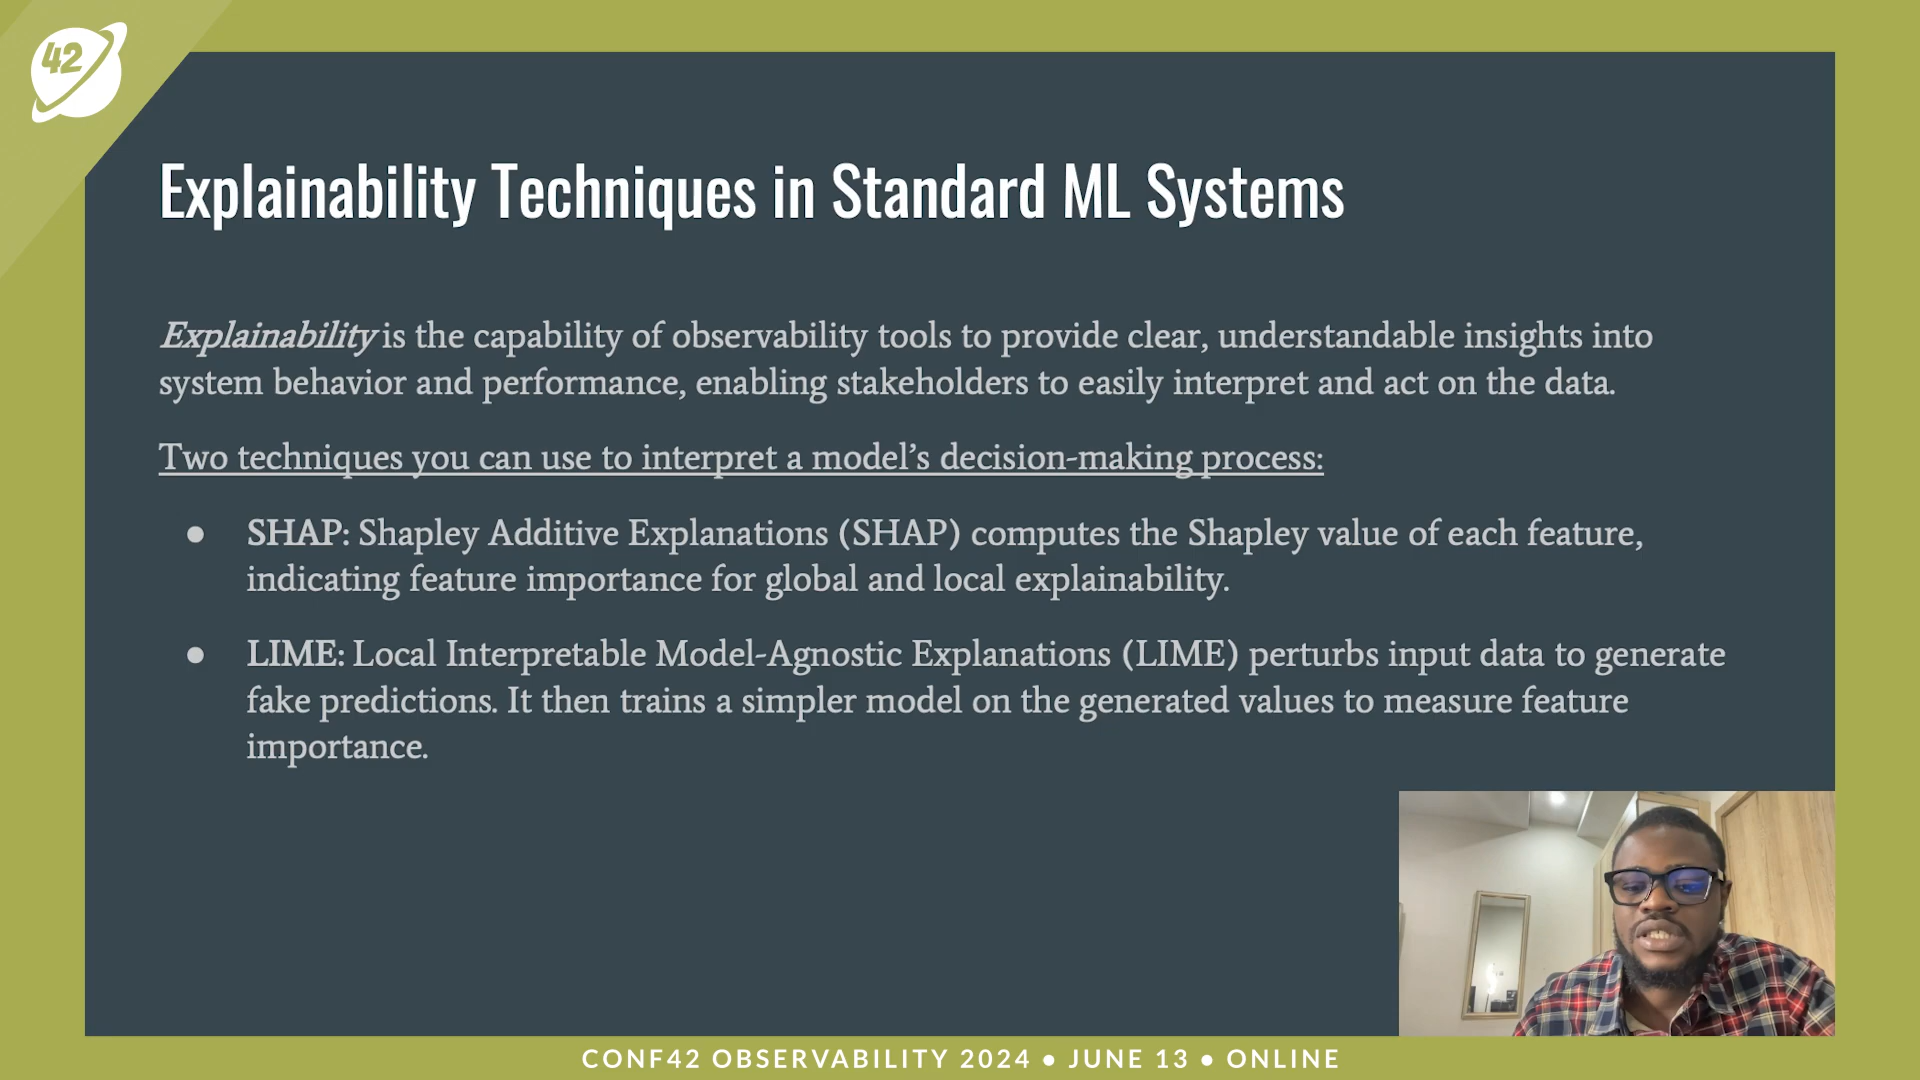 42
Explainability Techniques in Standard ML Systems
Explainability is the capability of observability tools to provide clear, understandable insights into
system behavior and performance, enabling stakeholders to easily interpret and act on the data.
Two techniques you can use to interpret a model’s decision-making process:
● SHAP: Shapley Additive Explanations (SHAP) computes the Shapley value of each feature,
indicating feature importance for global and local explainability.
● LIME: Local Interpretable Model-Agnostic Explanations (LIME) perturbs input data to generate
fake predictions. It then trains a simpler model on the generated values to measure feature
importance.
CONF42 OBSERVABILITY 2024 ● JUNE 13 ● ONLINE